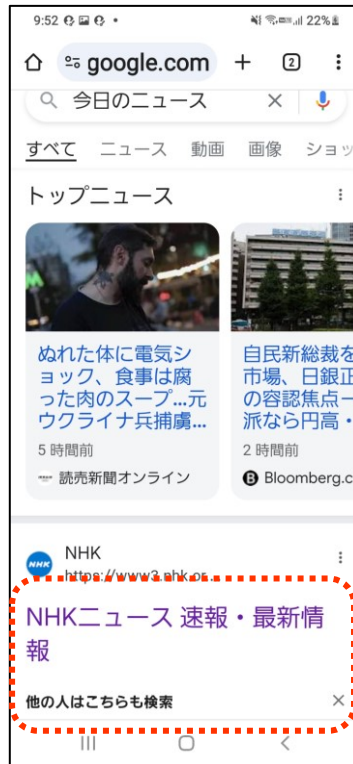 9:52
22%
google.com
2
今日のニュース
すべて ニュース 動画 画像 ショッ
トップニュース
ぬれた体に電気シ
ョック、食事は腐
った肉のスープ...元
ウクライナ兵捕虜...
5 時間前
読売新聞オンライン
自民新総裁を
市場、日銀正
の容認焦点ー
派なら円高・
2 時間前
Bloomberg.c
NHK
NHK
https://www3.nhk.or...
NHKニュース 速報・最新情
報
他の人はこちらも検索